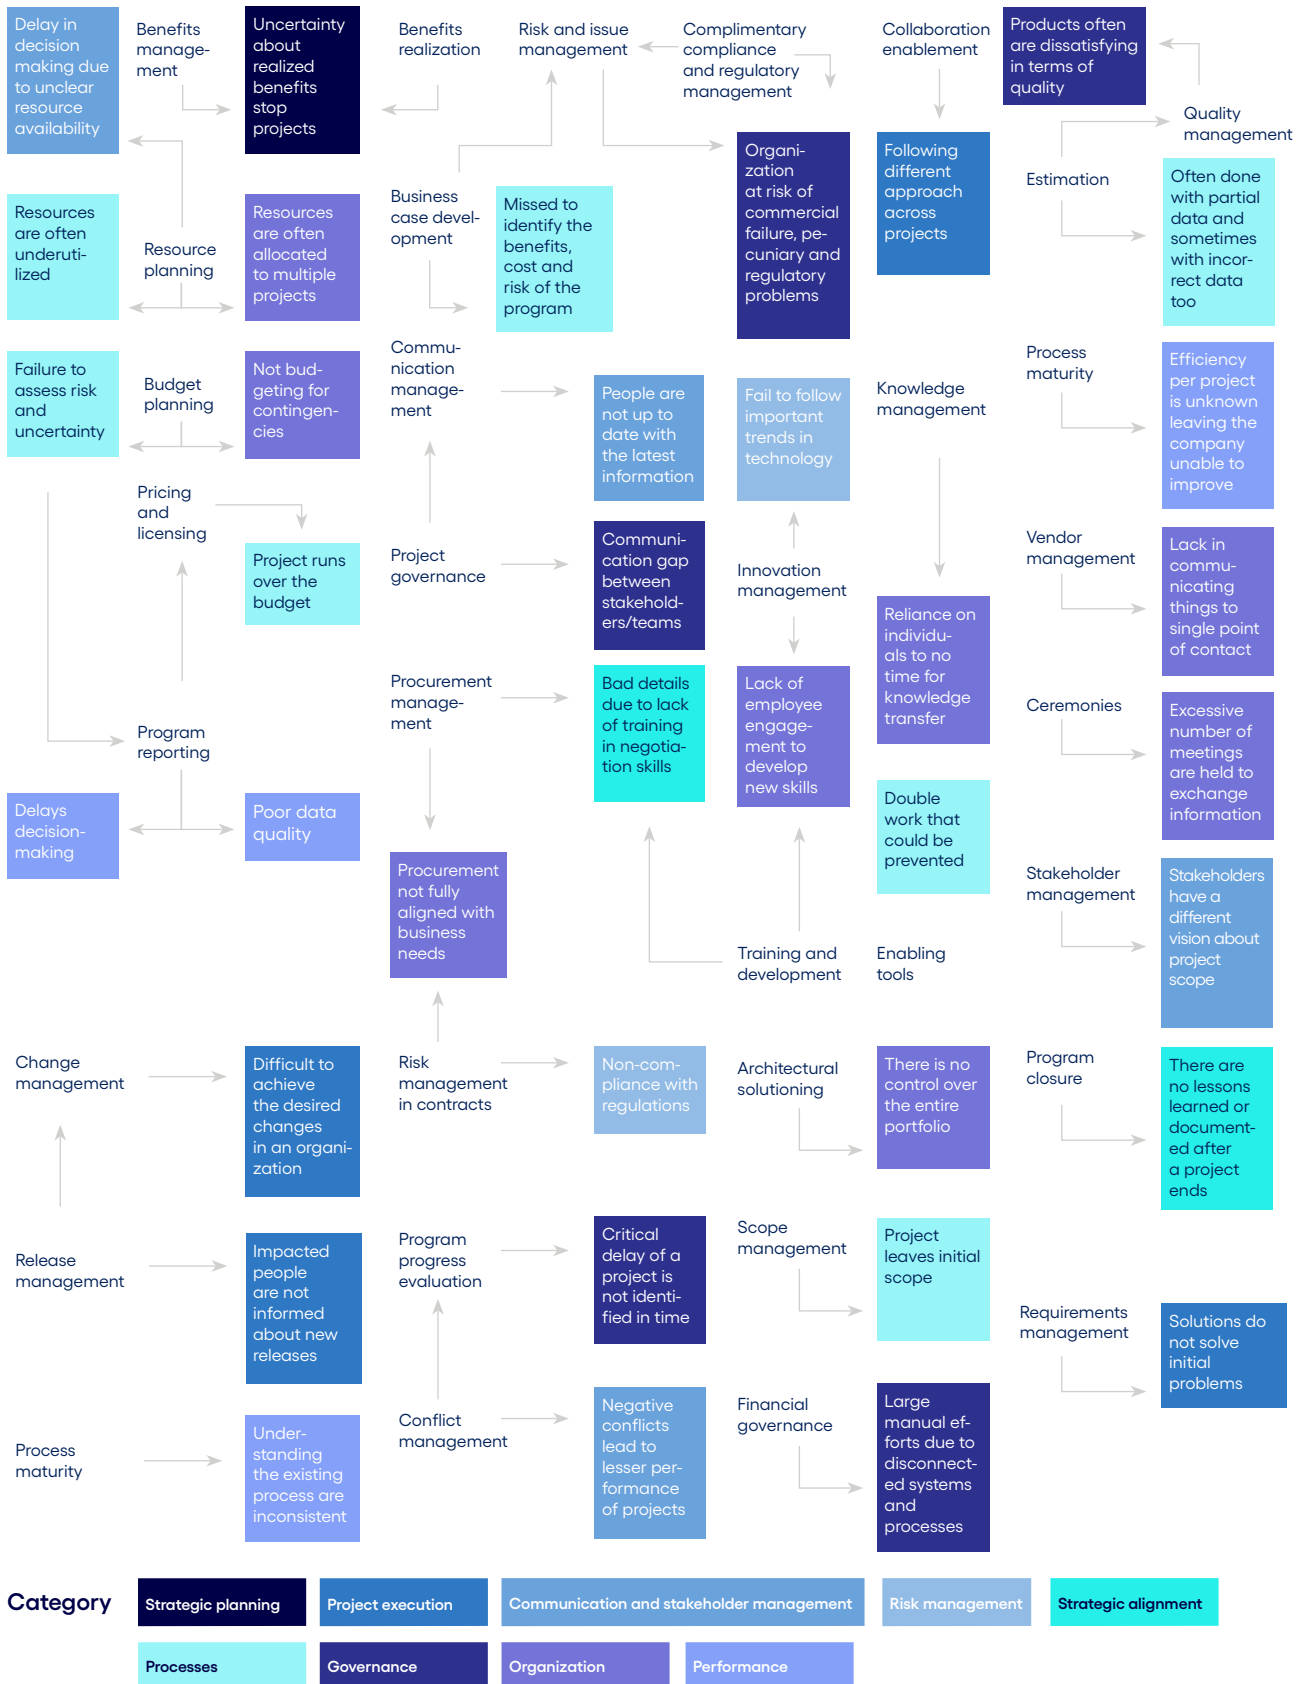 Delay in
decision
making due
to unclear
resource
availability
Benefits
manage-
ment
Uncertainty
about
realized
benefits
stop
projects
Benefits
realization
Risk and issue
management
Complimentary
compliance
and regulatory
management
Collaboration
enablement
Products often
are dissatisfying
in terms of
quality
Quality
management
Resources
are often
underuti-
lized
Resource
planning
Resources
are often
allocated
to multiple
projects
Business
case devel-
opment
Missed to
identify the
benefits,
cost and
risk of the
program
Organi-
zation
at risk of
commercial
failure, pe-
cuniary and
regulatory
problems
Following
different
approach
across
projects
Estimation
Often done
with partial
data and
sometimes
with incor-
rect data
too
Failure to
assess risk
and
uncertainty
Budget
planning
Not bud-
geting for
contingen-
cies
Commu-
nication
manage-
ment
People are
not up to
date with
the latest
information
Fail to follow
important
trends in
technology
Knowledge
management
Process
maturity
Efficiency
per project
is unknown
leaving the
company
unable to
improve
Pricing
and
licensing
Project runs
over the
budget
Project
governance
Communi-
cation gap
between
stakehold-
ers/teams
Innovation
management
Reliance on
individu-
als to no
time for
knowledge
transfer
Vendor
management
Lack in
commu-
nicating
things to
single point
of contact
Program
reporting
Procurement
manage-
ment
Bad details
due to lack
of training
in negotia-
tion skills
Lack of
employee
engage-
ment to
develop
new skills
Ceremonies
Excessive
number of
meetings
are held to
exchange
information
Delays
decision-
making
Poor data
quality
Procurement
not fully
aligned with
business
needs
Double
work that
could be
prevented
Training and
development
Enabling
tools
Stakeholder
management
Stakeholders
have a
different
vision about
project
scope
Change
management
Difficult to
achieve
the desired
changes
in an organi-
zation
Risk
management
in contracts
Non-com-
pliance with
regulations
Architectural
solutioning
There is no
control over
the entire
portfolio
Program
closure
There are
no lessons
learned or
document-
ed after
a project
ends
Release
management
Impacted
people
are not
informed
about new
releases
Program
progress
evaluation
Critical
delay of a
project is
not identi-
fied in time
Scope
management
Project
leaves initial
scope
Requirements
management
Solutions do
not solve
initial
problems
Process
maturity
Under-
standing
the existing
process are
inconsistent
Conflict
management
Negative
conflicts
lead to
lesser per-
formance
of projects
Financial
governance
Large
manual ef-
forts due to
disconnect-
ed systems
and
processes
Category
Strategic planning
Project execution
Communication and stakeholder management
Risk management
Strategic alignment
Processes
Governance
Organization
Performance